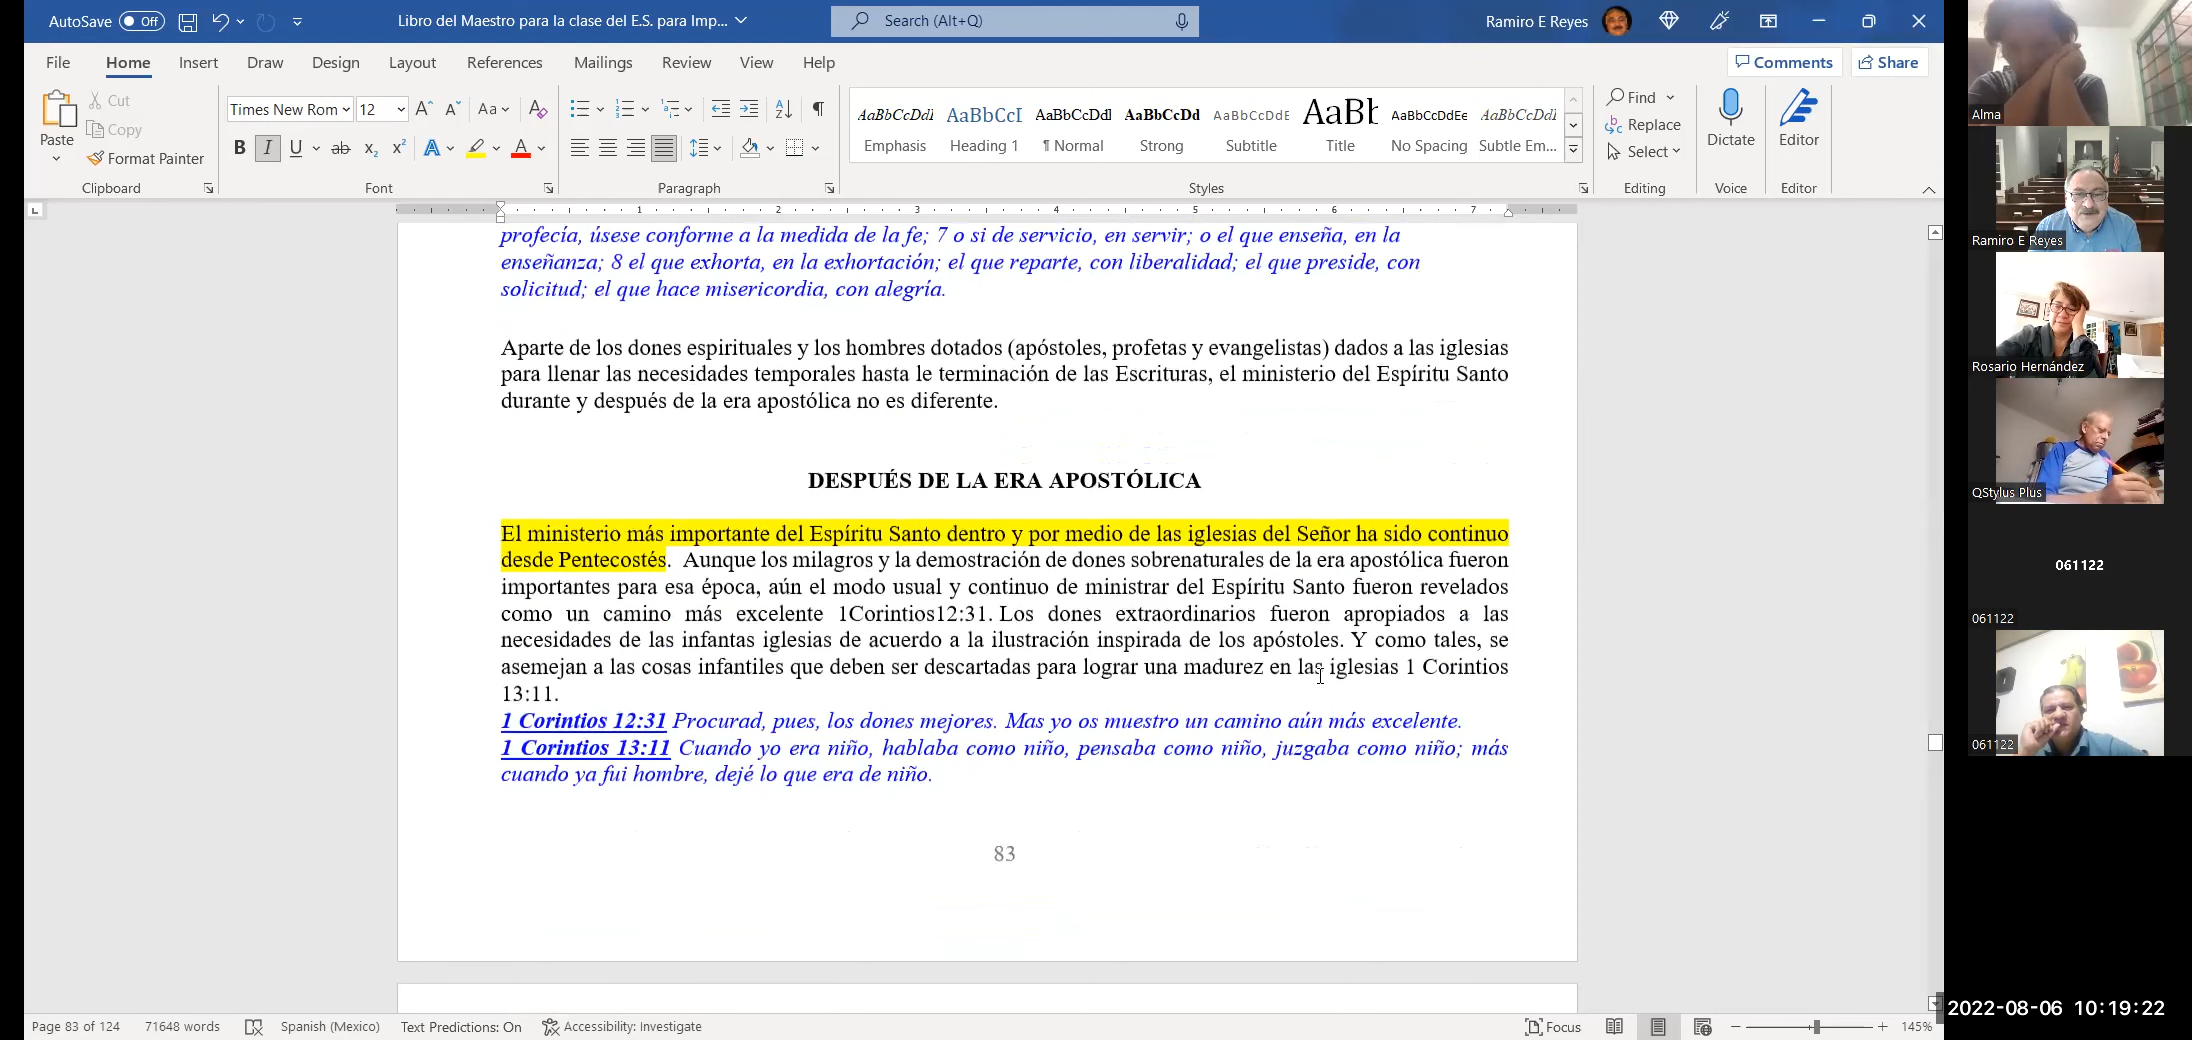 AutoSave Off Libro del Maestro para la clase del E.S. para Imp... Search (Alt+Q) Ramiro E Reyes
File Home Insert Draw Design Layout References Mailings Review View Help Comments Share
Paste Cut Copy Format Painter
Times New Rom 12
AaBbCcDdI AaBbCcI AaBbCcDdI AaBbCcDd AaBbCcDdE AaBb AaBbCcDdEe AaBbCcDdI
Emphasis Heading 1 ¶ Normal Strong Subtitle Title No Spacing Subtle Em...
Find Replace Select
Dictate Editor
Clipboard Font Paragraph Styles Editing Voice Editor
1 2 3 4 5 6 7
profecía, úsese conforme a la medida de la fe; 7 o si de servicio, en servir; o el que enseña, en la
enseñanza; 8 el que exhorta, en la exhortación; el que reparte, con liberalidad; el que preside, con
solicitud; el que hace misericordia, con alegría.
Aparte de los dones espirituales y los hombres dotados (apóstoles, profetas y evangelistas) dados a las iglesias
para llenar las necesidades temporales hasta le terminación de las Escrituras, el ministerio del Espíritu Santo
durante y después de la era apostólica no es diferente.
DESPUÉS DE LA ERA APOSTÓLICA
El ministerio más importante del Espíritu Santo dentro y por medio de las iglesias del Señor ha sido continuo
desde Pentecostés. Aunque los milagros y la demostración de dones sobrenaturales de la era apostólica fueron
importantes para esa época, aún el modo usual y continuo de ministrar del Espíritu Santo fueron revelados
como un camino más excelente 1Corintios12:31. Los dones extraordinarios fueron apropiados a las
necesidades de las infantas iglesias de acuerdo a la ilustración inspirada de los apóstoles. Y como tales, se
asemejan a las cosas infantiles que deben ser descartadas para lograr una madurez en las iglesias 1 Corintios
13:11.
1 Corintios 12:31 Procurad, pues, los dones mejores. Mas yo os muestro un camino aún más excelente.
1 Corintios 13:11 Cuando yo era niño, hablaba como niño, pensaba como niño, juzgaba como niño; más
cuando ya fui hombre, dejé lo que era de niño.
83
Page 83 of 124 71648 words Spanish (Mexico) Text Predictions: On Accessibility: Investigate Focus 145%
Alma
Ramiro E Reyes
Rosario Hernández
QStylus Plus
061122
061122
061122
2022-08-06 10:19:22